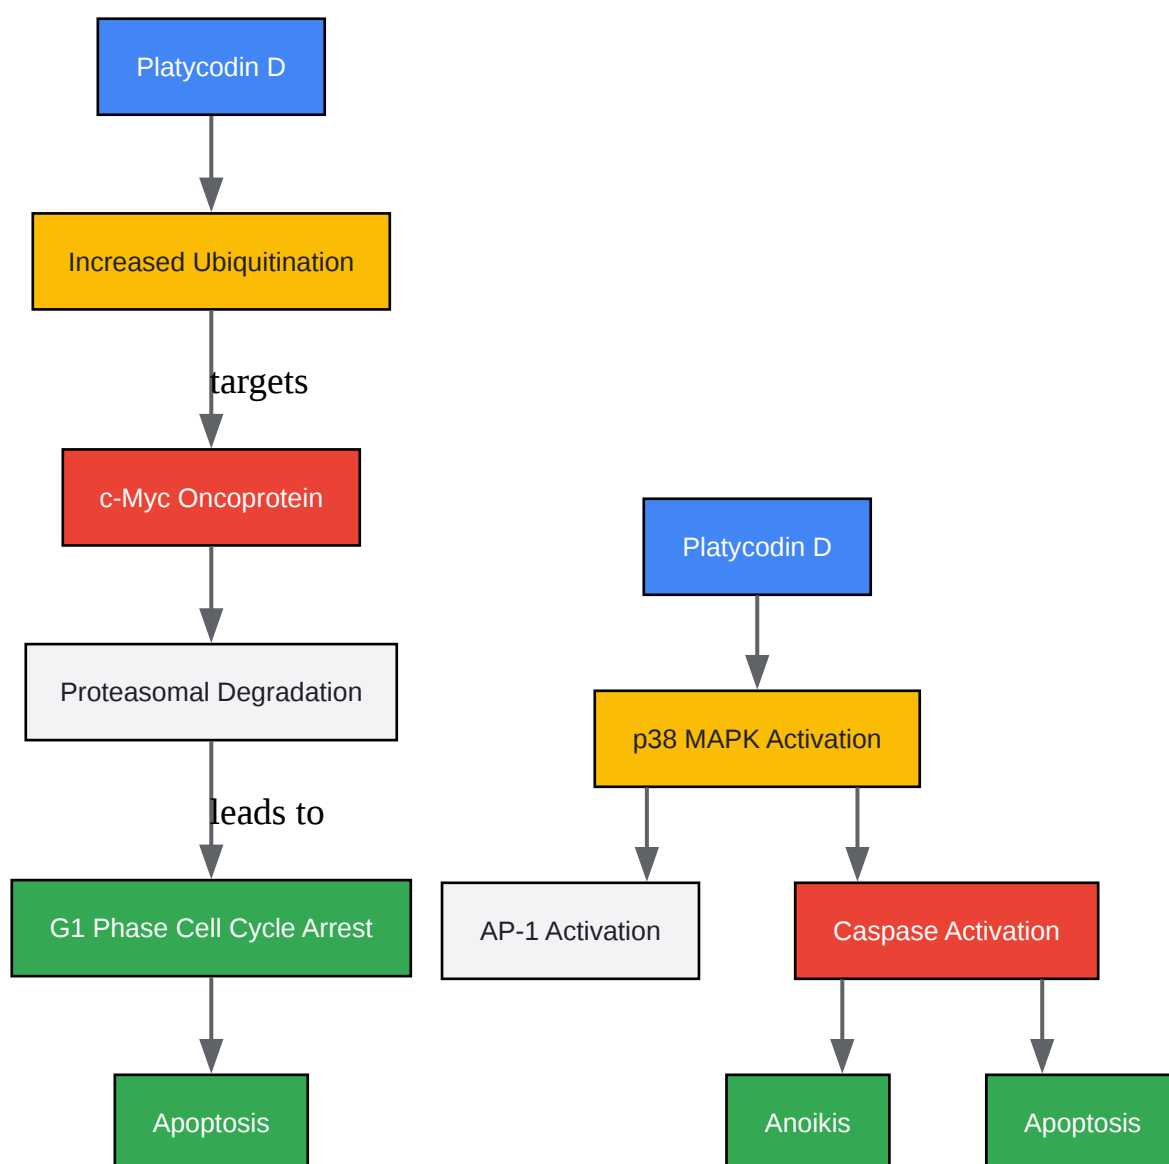 Platycodin D
Increased Ubiquitination
targets
c-Myc Oncoprotein
Proteasomal Degradation
leads to
G1 Phase Cell Cycle Arrest
Apoptosis
Platycodin D
p38 MAPK Activation
AP-1 Activation
Caspase Activation
Anoikis
Apoptosis